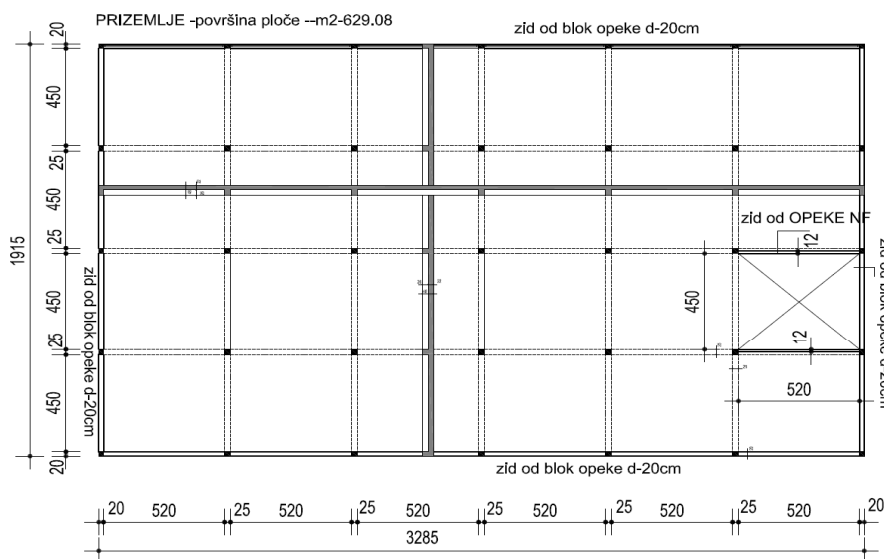 PRIZEMLJE -površina ploče --m2-629.08
zid od blok opeke d-20cm
20
450
25
450
25
450
25
450
20
1915
zid od blok opeke d-20cm
zid od OPEKE NF
12
450
12
520
zid od blok opeke d-20cm
zid od blok opeke d-20cm
20 520 25 520 25 520 25 520 25 520 25 520 20
3285